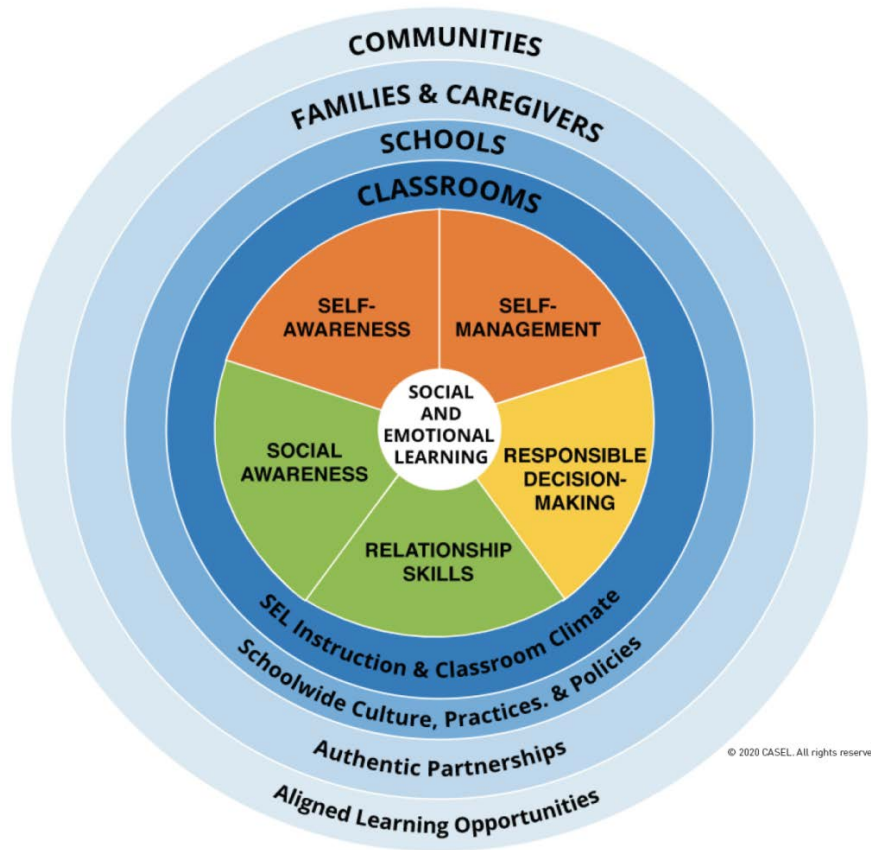 COMMUNITIES
FAMILIES & CAREGIVERS
SCHOOLS
CLASSROOMS
SELF-
AWARENESS
SELF-
MANAGEMENT
SOCIAL
AND
EMOTIONAL
LEARNING
SOCIAL
AWARENESS
RESPONSIBLE
DECISION-
MAKING
RELATIONSHIP
SKILLS
SEL Instruction & Classroom Climate
Schoolwide Culture, Practices. & Policies
Authentic Partnerships
Aligned Learning Opportunities
© 2020 CASEL. All rights reserve